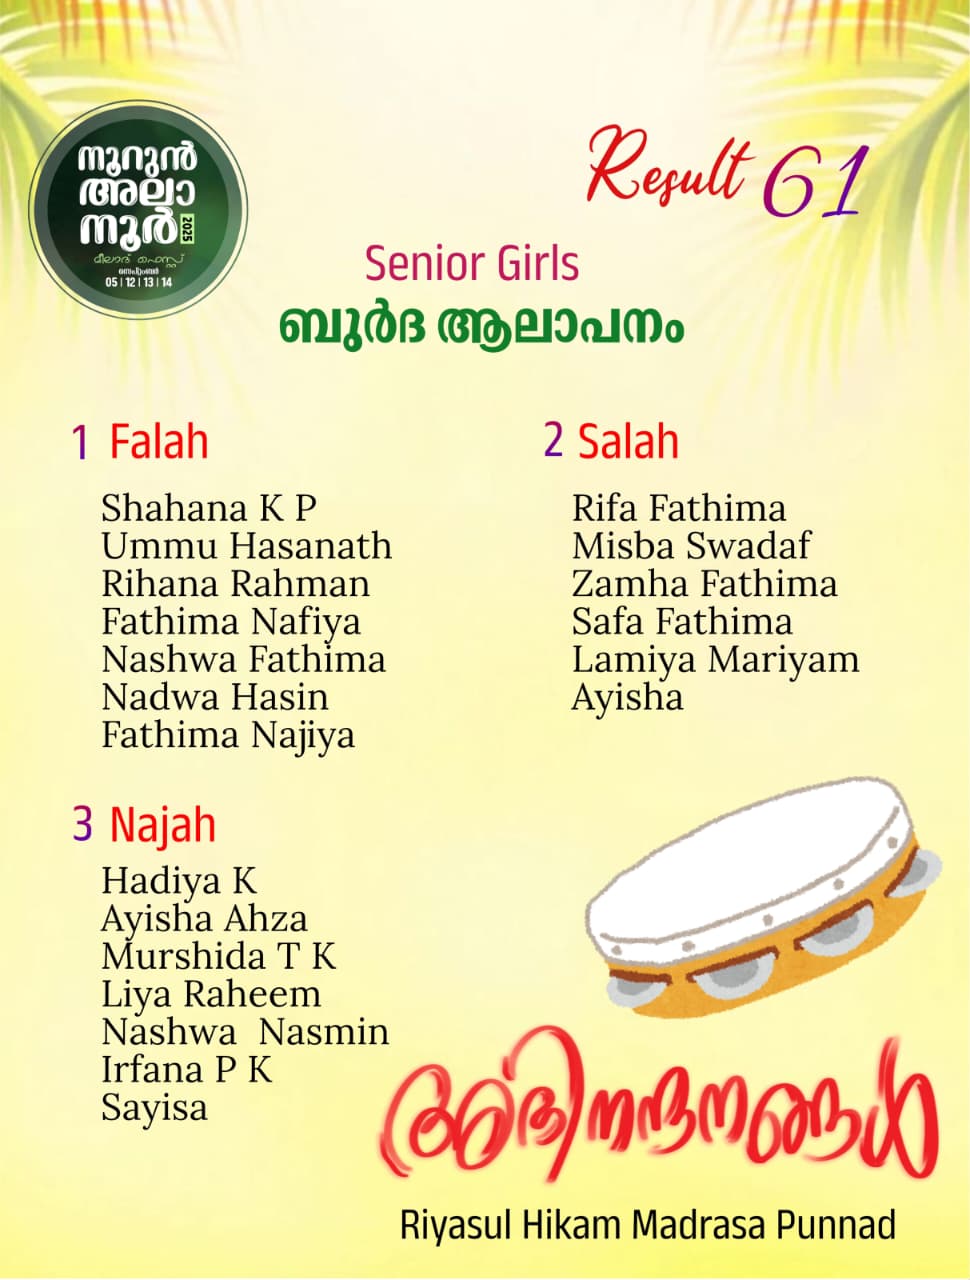 നൂറുൻ
അലാ
നൂർ 2025
മീലാദ് ഫെസ്റ്റ്
സെപ്റ്റംബർ
05 | 12 | 13 | 14
Result 61
Senior Girls
ബുർദ ആലാപനം
1 Falah
Shahana K P
Ummu Hasanath
Rihana Rahman
Fathima Nafiya
Nashwa Fathima
Nadwa Hasin
Fathima Najiya
2 Salah
Rifa Fathima
Misba Swadaf
Zamha Fathima
Safa Fathima
Lamiya Mariyam
Ayisha
3 Najah
Hadiya K
Ayisha Ahza
Murshida T K
Liya Raheem
Nashwa  Nasmin
Irfana P K
Sayisa
അഭിനന്ദനങ്ങൾ
Riyasul Hikam Madrasa Punnad